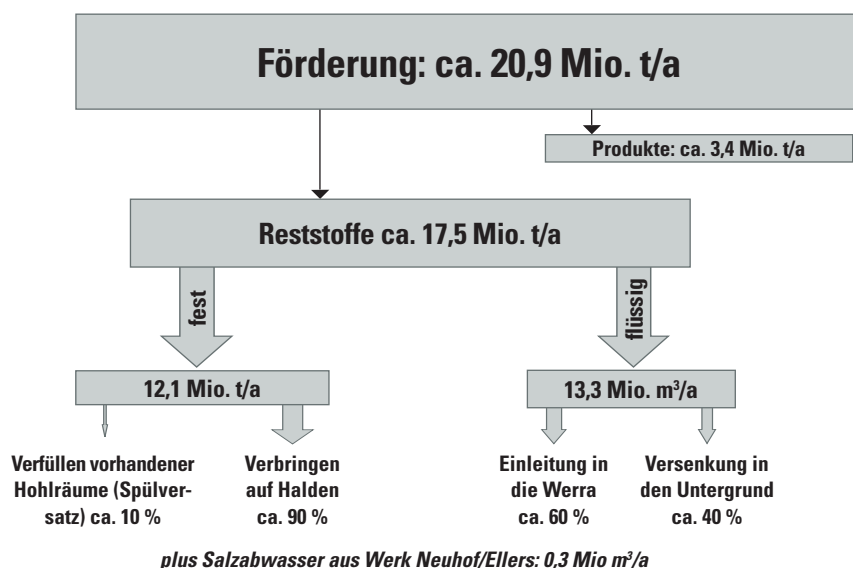 Förderung: ca. 20,9 Mio. t/a
Produkte: ca. 3,4 Mio. t/a
Reststoffe ca. 17,5 Mio. t/a
fest
flüssig
12,1 Mio. t/a
13,3 Mio. m³/a
Verfüllen vorhandener
Hohlräume (Spülver-
satz) ca. 10 %
Verbringen
auf Halden
ca. 90 %
Einleitung in
die Werra
ca. 60 %
Versenkung in
den Untergrund
ca. 40 %
plus Salzabwasser aus Werk Neuhof/Ellers: 0,3 Mio m³/a